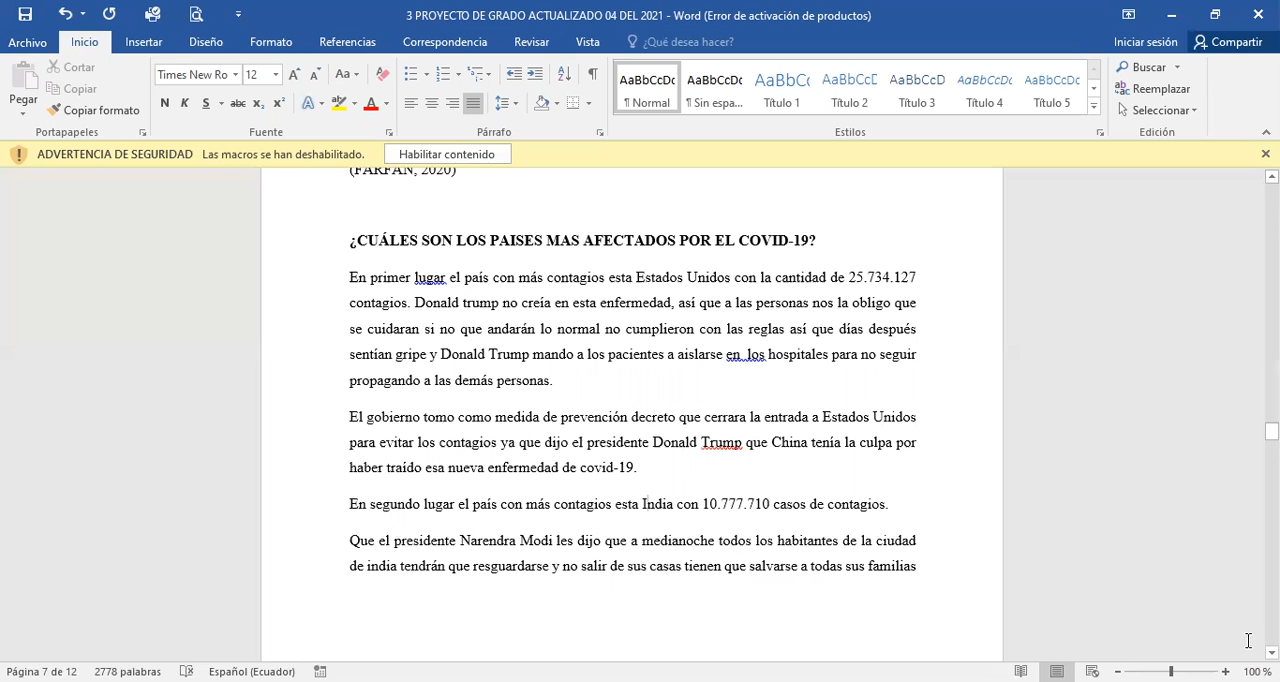 3 PROYECTO DE GRADO ACTUALIZADO 04 DEL 2021 - Word (Error de activación de productos)
Archivo Inicio Insertar Diseño Formato Referencias Correspondencia Revisar Vista ¿Qué desea hacer? Iniciar sesión Compartir
Pegar
Cortar
Copiar
Copiar formato
Portapapeles
Times New Ro 12
Aa
N K S abc x₂ x² A A
Fuente
Párrafo
AaBbCcDc AaBbCcDc AaBbCc AaBbCcD AaBbCcD AaBbCcDc AaBbCcDc
¶ Normal ¶ Sin espa... Título 1 Título 2 Título 3 Título 4 Título 5
Estilos
Buscar
Reemplazar
Seleccionar
Edición
ADVERTENCIA DE SEGURIDAD Las macros se han deshabilitado. Habilitar contenido
(FARFAN, 2020)
¿CUÁLES SON LOS PAISES MAS AFECTADOS POR EL COVID-19?
En primer lugar el país con más contagios esta Estados Unidos con la cantidad de 25.734.127
contagios. Donald trump no creía en esta enfermedad, así que a las personas nos la obligo que
se cuidaran si no que andarán lo normal no cumplieron con las reglas así que días después
sentían gripe y Donald Trump mando a los pacientes a aislarse en los hospitales para no seguir
propagando a las demás personas.
El gobierno tomo como medida de prevención decreto que cerrara la entrada a Estados Unidos
para evitar los contagios ya que dijo el presidente Donald Trump que China tenía la culpa por
haber traído esa nueva enfermedad de covid-19.
En segundo lugar el país con más contagios esta India con 10.777.710 casos de contagios.
Que el presidente Narendra Modi les dijo que a medianoche todos los habitantes de la ciudad
de india tendrán que resguardarse y no salir de sus casas tienen que salvarse a todas sus familias
Página 7 de 12 2778 palabras Español (Ecuador) 100 %